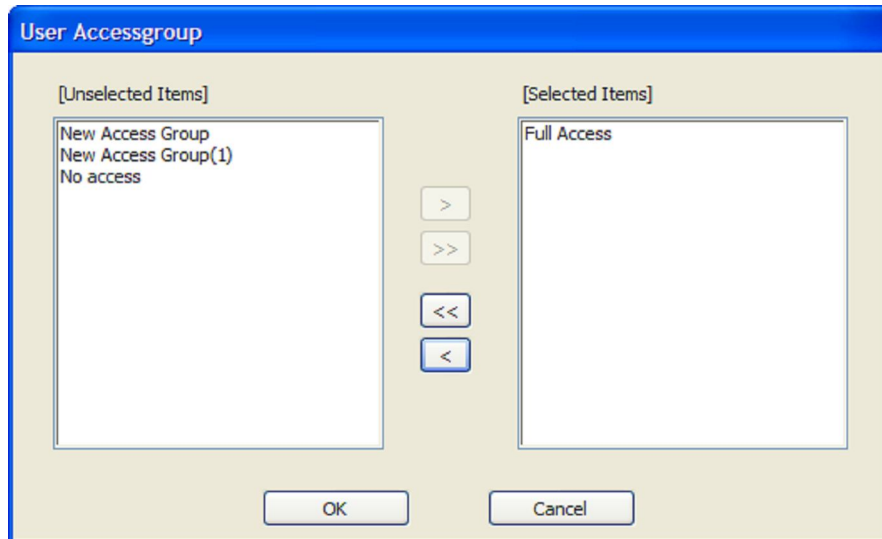 User Accessgroup
[Unselected Items]
[Selected Items]
New Access Group
New Access Group(1)
No access
Full Access
>
>>
<<
<
OK
Cancel